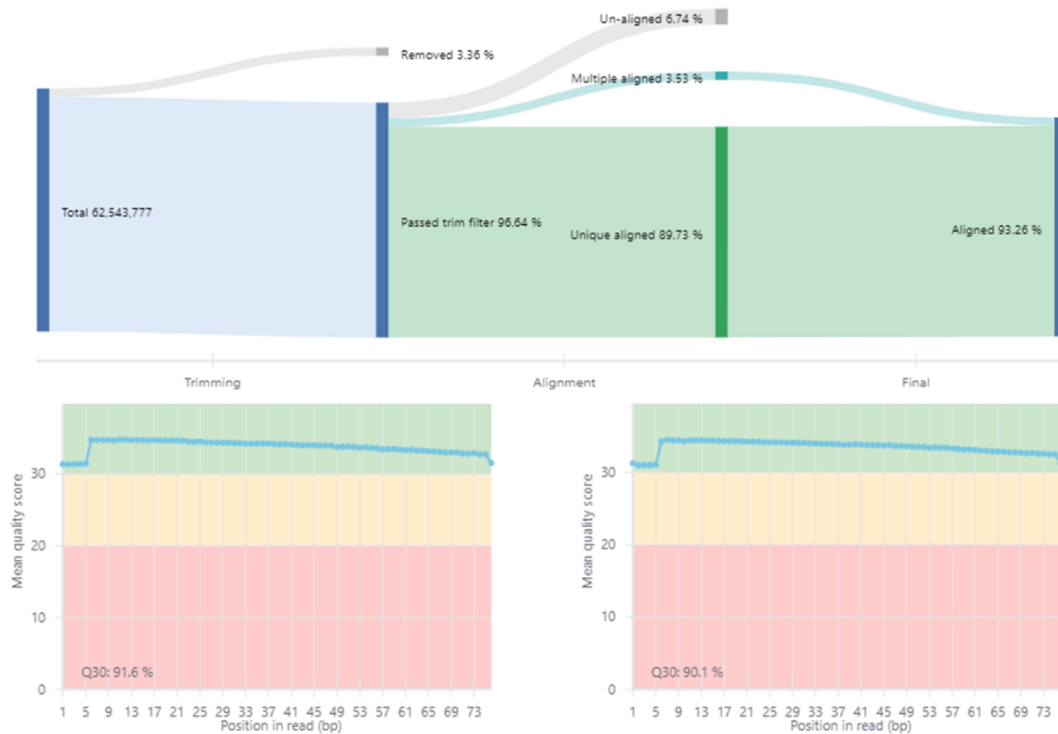 Un-aligned 6.74 %
Removed 3.36 %
Multiple aligned 3.53 %
Total 62,543,777
Passed trim filter 96.64 %
Unique aligned 89.73 %
Aligned 93.26 %
Trimming
Alignment
Final
Mean quality score
30
20
10
0
Q30: 91.6 %
1 5 9 13 17 21 25 29 33 37 41 45 49 53 57 61 65 69 73
Position in read (bp)
Mean quality score
30
20
10
0
Q30: 90.1 %
1 5 9 13 17 21 25 29 33 37 41 45 49 53 57 61 65 69 73
Position in read (bp)